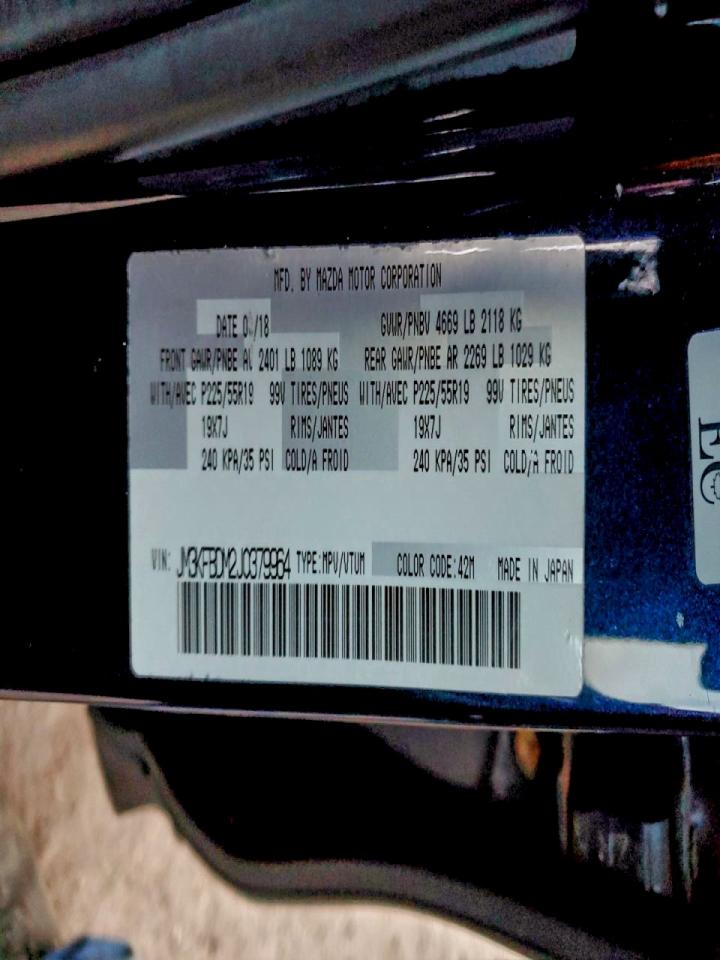 MFD. BY MAZDA MOTOR CORPORATION
DATE GVWR/PNBV 4669 LB 2118 KG
FRONT GAWR/PNBE AV 2401 LB 1089 KG REAR GAWR/PNBE AR 2269 LB 1029 KG
WITH/AVEC P225/55R19 99V TIRES/PNEUS WITH/AVEC P225/55R19 99V TIRES/PNEUS
19X7J RIMS/JANTES 19X7J RIMS/JANTES
240 KPA/35 PSI COLD/A FROID 240 KPA/35 PSI COLD/A FROID
VIN: JM3KFBDM2J0379964 TYPE:MPV/VTUM COLOR CODE:42M MADE IN JAPAN